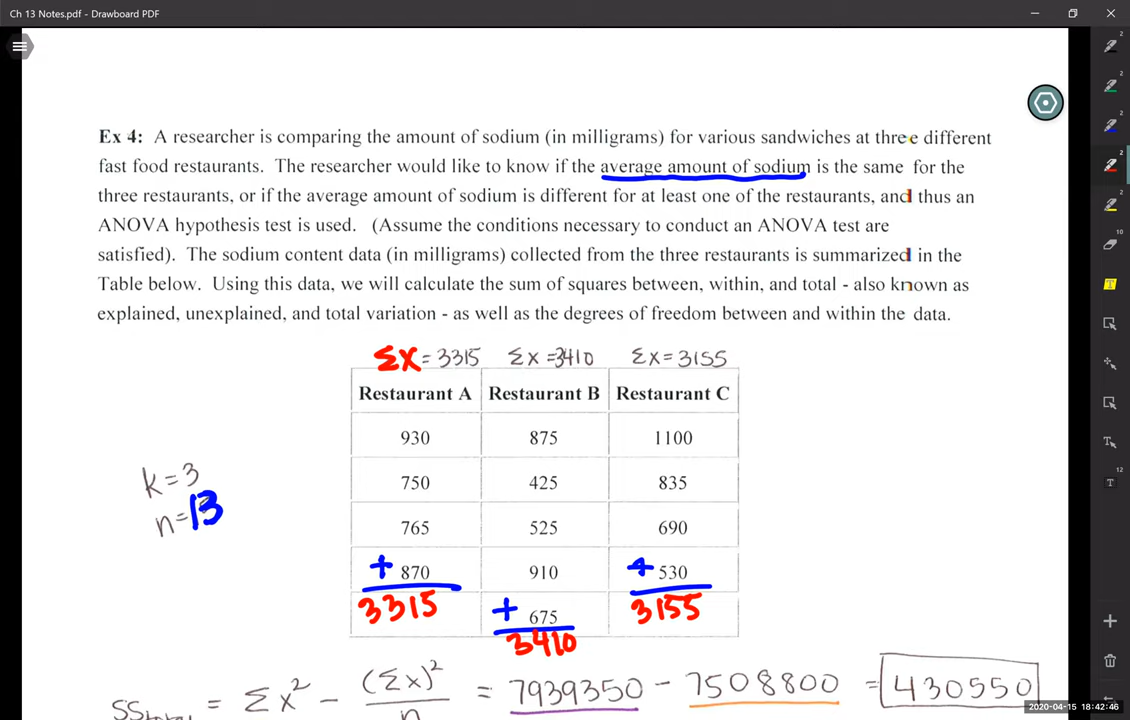 Ch 13 Notes.pdf - Drawboard PDF
Ex 4: A researcher is comparing the amount of sodium (in milligrams) for various sandwiches at three different
fast food restaurants. The researcher would like to know if the average amount of sodium is the same for the
three restaurants, or if the average amount of sodium is different for at least one of the restaurants, and thus an
ANOVA hypothesis test is used. (Assume the conditions necessary to conduct an ANOVA test are
satisfied). The sodium content data (in milligrams) collected from the three restaurants is summarized in the
Table below. Using this data, we will calculate the sum of squares between, within, and total - also known as
explained, unexplained, and total variation - as well as the degrees of freedom between and within the data.
Σx = 3315 Σx = 3410 Σx = 3155
Restaurant A Restaurant B Restaurant C
930 875 1100
750 425 835
765 525 690
+ 870 910 + 530
3315 + 675 3155
3410
k = 3
n = 13
SStotal = Σx² - (Σx)²/n = 7939350 - 7508800 = 430550
2020-04-15 18:42:46
2
2
2
2
2
10
12